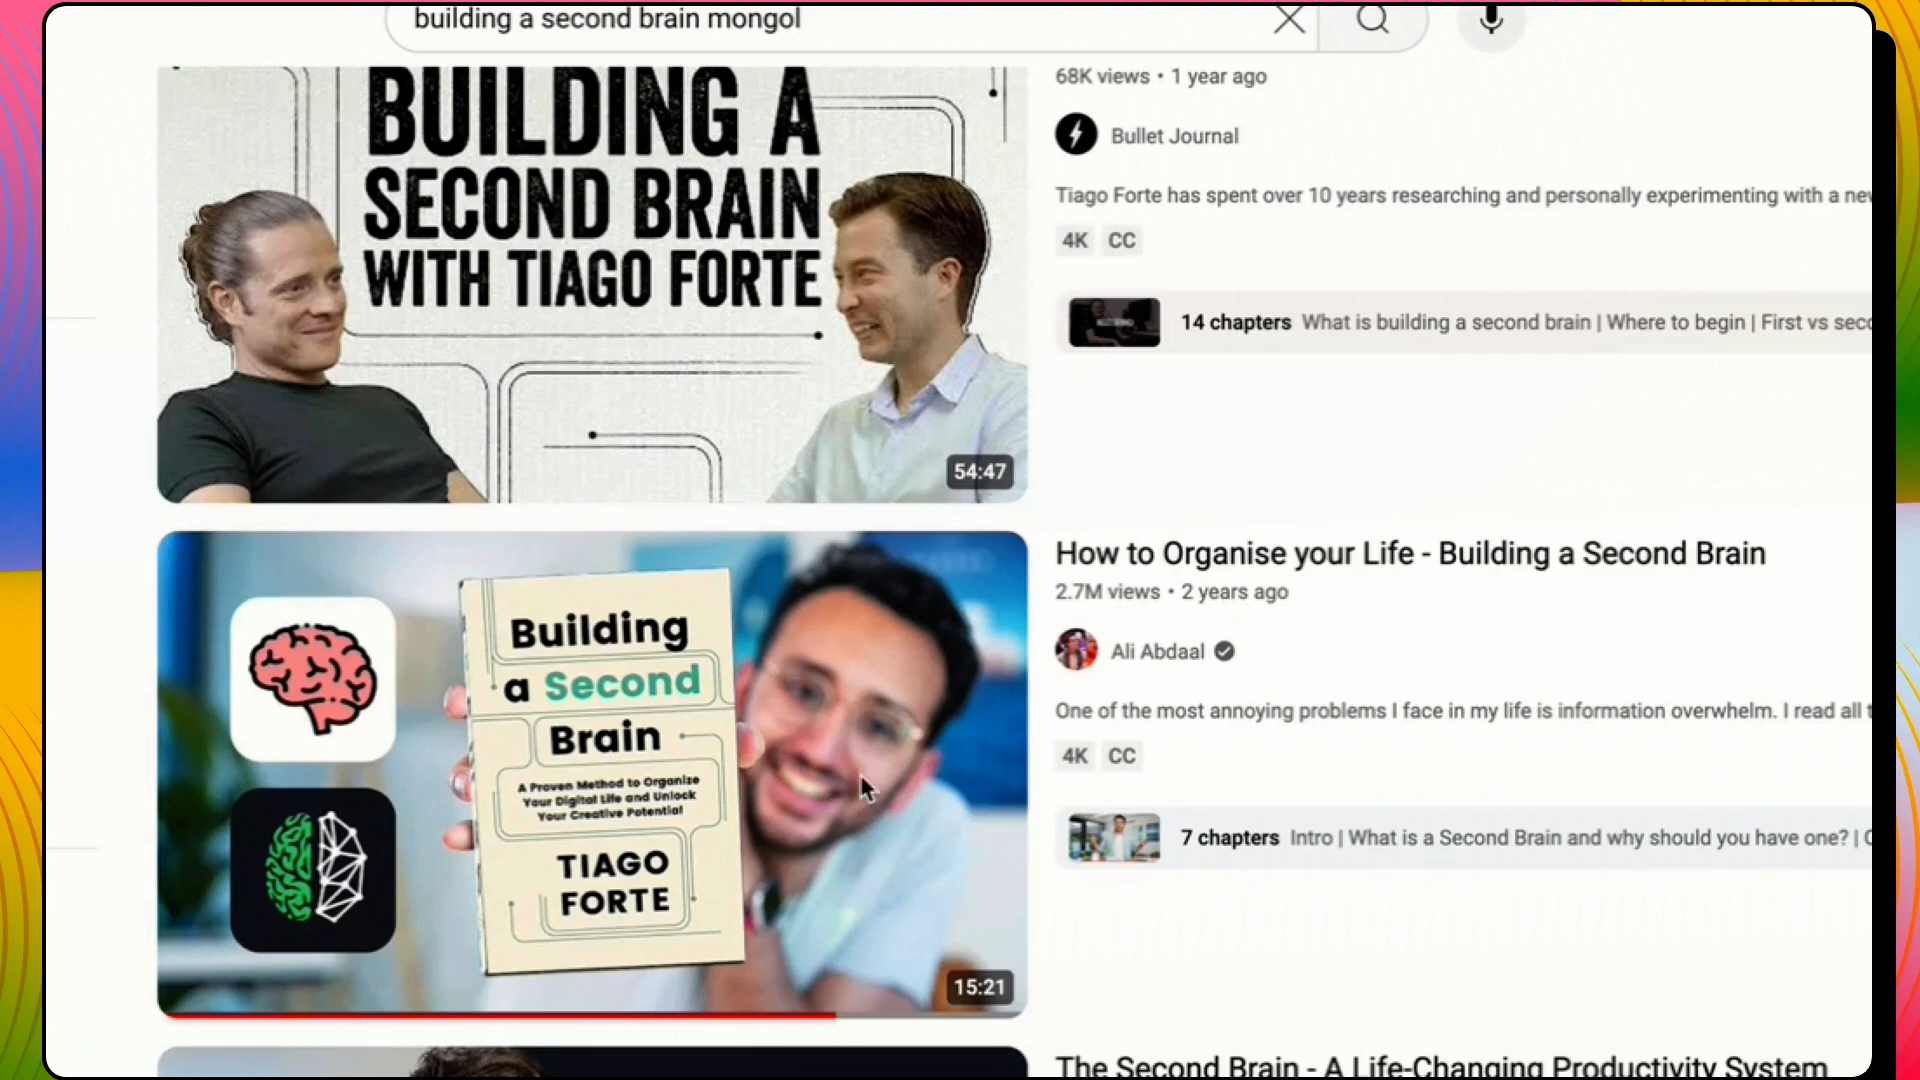 building a second brain mongol
BUILDING A
SECOND BRAIN
WITH TIAGO FORTE
54:47
68K views • 1 year ago
Bullet Journal
Tiago Forte has spent over 10 years researching and personally experimenting with a
4K CC
14 chapters What is building a second brain | Where to begin | First vs
How to Organise your Life - Building a Second Brain
2.7M views • 2 years ago
Ali Abdaal
One of the most annoying problems I face in my life is information overwhelm. I read all
4K CC
7 chapters Intro | What is a Second Brain and why should you have one? |
Building
a Second
Brain
A Proven Method to Organize
Your Digital Life and Unlock
Your Creative Potential
TIAGO
FORTE
15:21
The Second Brain - A Life-Changing Productivity System